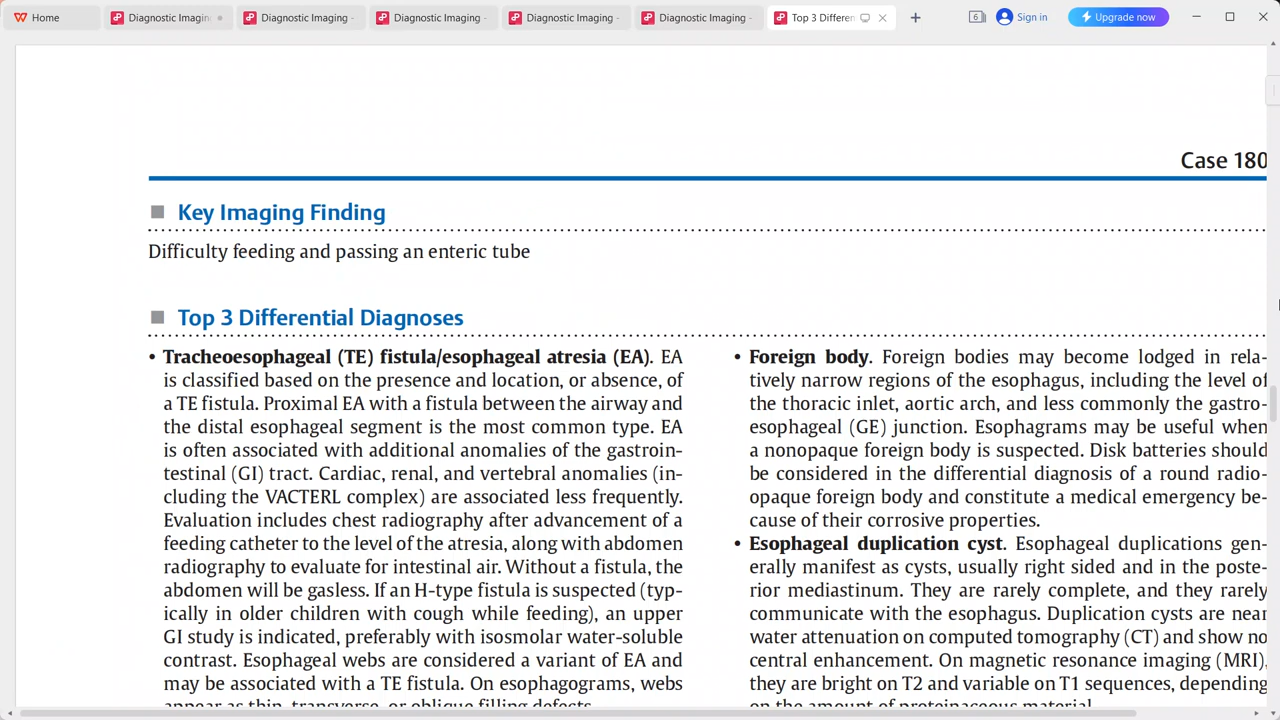 Home
Diagnostic Imaging
Diagnostic Imaging -
Diagnostic Imaging -
Diagnostic Imaging -
Diagnostic Imaging -
Top 3 Differen
6
Sign in
Upgrade now
Case 180
Key Imaging Finding
Difficulty feeding and passing an enteric tube
Top 3 Differential Diagnoses
• Tracheoesophageal (TE) fistula/esophageal atresia (EA). EA
is classified based on the presence and location, or absence, of
a TE fistula. Proximal EA with a fistula between the airway and
the distal esophageal segment is the most common type. EA
is often associated with additional anomalies of the gastroin-
testinal (GI) tract. Cardiac, renal, and vertebral anomalies (in-
cluding the VACTERL complex) are associated less frequently.
Evaluation includes chest radiography after advancement of a
feeding catheter to the level of the atresia, along with abdomen
radiography to evaluate for intestinal air. Without a fistula, the
abdomen will be gasless. If an H-type fistula is suspected (typ-
ically in older children with cough while feeding), an upper
GI study is indicated, preferably with isosmolar water-soluble
contrast. Esophageal webs are considered a variant of EA and
may be associated with a TE fistula. On esophagograms, webs
appear as thin, transverse, or oblique filling defects.
• Foreign body. Foreign bodies may become lodged in rela-
tively narrow regions of the esophagus, including the level of
the thoracic inlet, aortic arch, and less commonly the gastro-
esophageal (GE) junction. Esophagrams may be useful when
a nonopaque foreign body is suspected. Disk batteries should
be considered in the differential diagnosis of a round radio-
opaque foreign body and constitute a medical emergency be-
cause of their corrosive properties.
• Esophageal duplication cyst. Esophageal duplications gen-
erally manifest as cysts, usually right sided and in the poste-
rior mediastinum. They are rarely complete, and they rarely
communicate with the esophagus. Duplication cysts are near
water attenuation on computed tomography (CT) and show no
central enhancement. On magnetic resonance imaging (MRI),
they are bright on T2 and variable on T1 sequences, depending
on the amount of proteinaceous material.